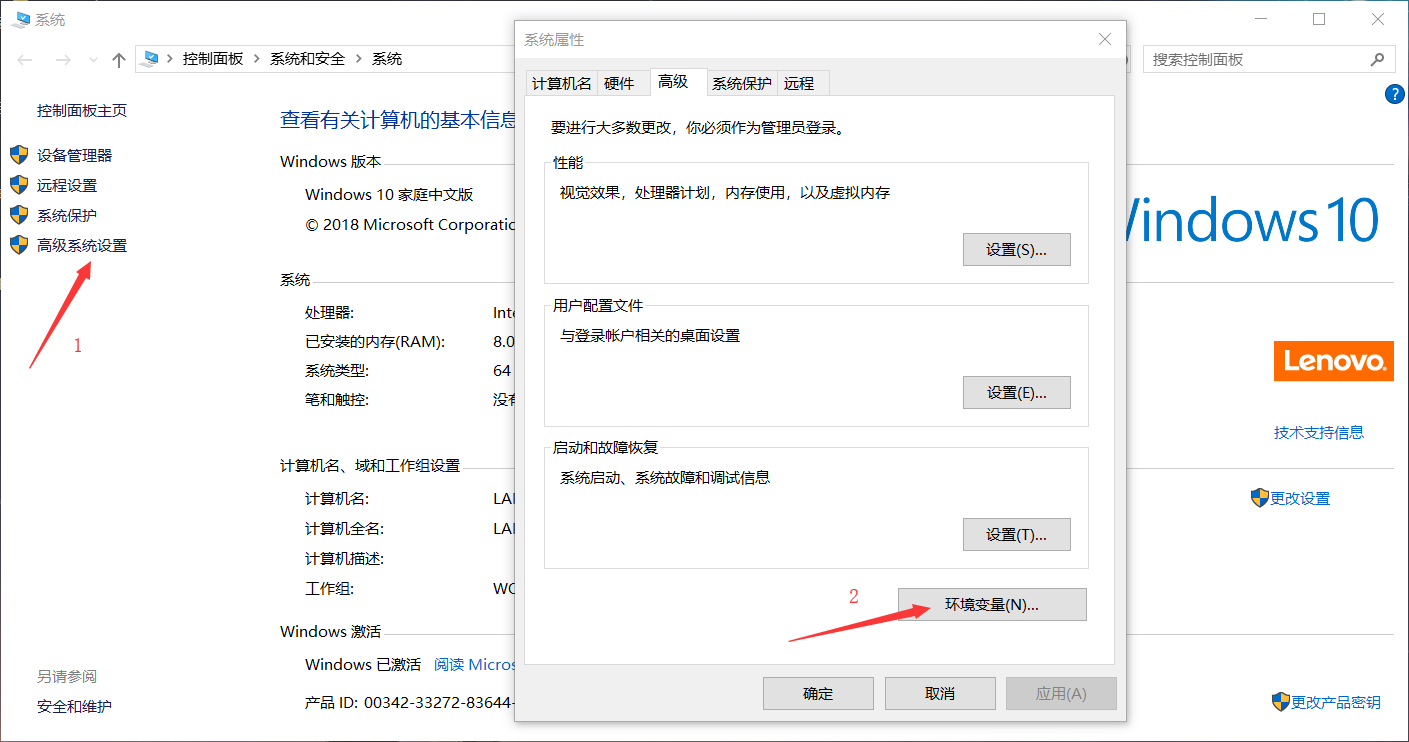 系统
控制面板
系统和安全
系统
搜索控制面板
控制面板主页
设备管理器
远程设置
系统保护
高级系统设置
1
另请参阅
安全和维护
查看有关计算机的基本信息
Windows 版本
Windows 10 家庭中文版
© 2018 Microsoft
系统
处理器:
已安装的内存(RAM):
8.0
系统类型:
64
笔和触控:
计算机名、域和工作组设置
计算机名:
计算机全名:
计算机描述:
工作组:
Windows 激活
Windows 已激活 阅读
产品 ID: 00342-33272-83644-
系统属性
计算机名 硬件 高级 系统保护 远程
要进行大多数更改，你必须作为管理员登录。
性能
视觉效果，处理器计划，内存使用，以及虚拟内存
设置(S)...
用户配置文件
与登录帐户相关的桌面设置
设置(E)...
启动和故障恢复
系统启动、系统故障和调试信息
设置(T)...
2
环境变量(N)...
确定 取消 应用(A)
?
Windows 10
Lenovo
技术支持信息
更改设置
更改产品密钥